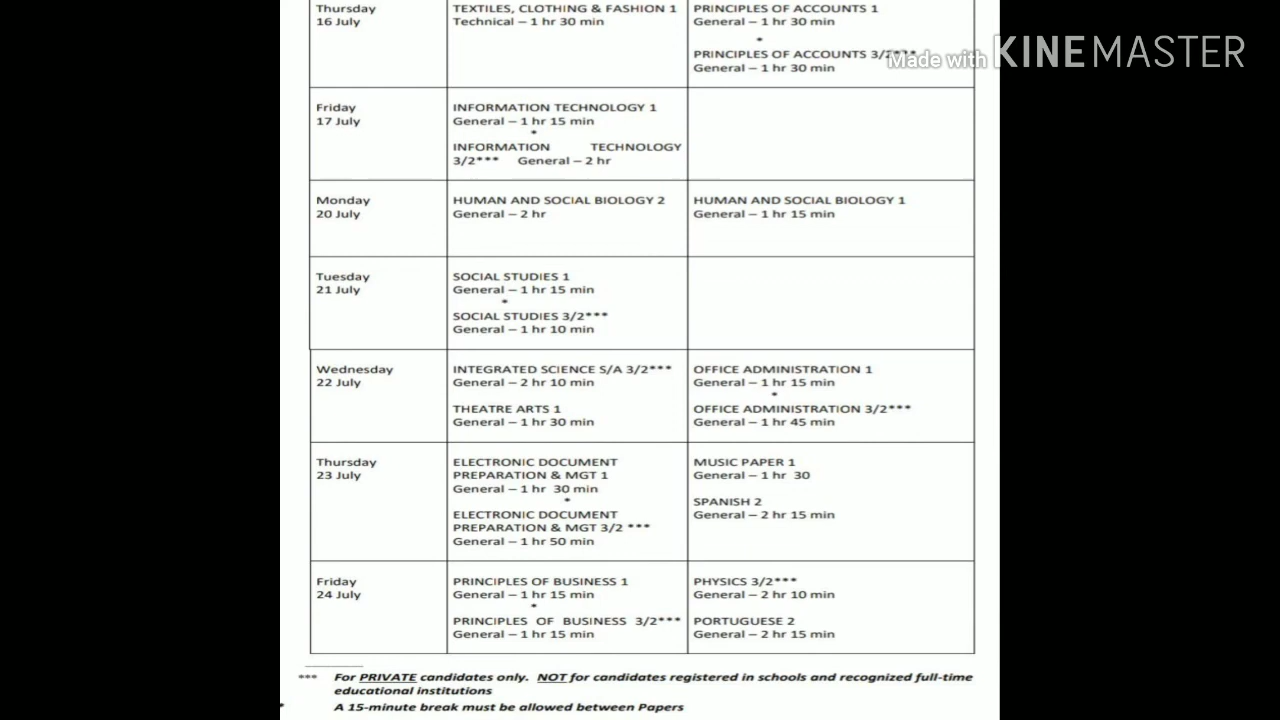 Thursday
16 July
TEXTILES, CLOTHING & FASHION 1
Technical – 1 hr 30 min
PRINCIPLES OF ACCOUNTS 1
General – 1 hr 30 min
*
PRINCIPLES OF ACCOUNTS 3/2***
General – 1 hr 30 min
Made with KINEMASTER
Friday
17 July
INFORMATION TECHNOLOGY 1
General – 1 hr 15 min
*
INFORMATION TECHNOLOGY
3/2*** General – 2 hr
Monday
20 July
HUMAN AND SOCIAL BIOLOGY 2
General – 2 hr
HUMAN AND SOCIAL BIOLOGY 1
General – 1 hr 15 min
Tuesday
21 July
SOCIAL STUDIES 1
General – 1 hr 15 min
*
SOCIAL STUDIES 3/2***
General – 1 hr 10 min
Wednesday
22 July
INTEGRATED SCIENCE S/A 3/2***
General – 2 hr 10 min
THEATRE ARTS 1
General – 1 hr 30 min
OFFICE ADMINISTRATION 1
General – 1 hr 15 min
*
OFFICE ADMINISTRATION 3/2***
General – 1 hr 45 min
Thursday
23 July
ELECTRONIC DOCUMENT
PREPARATION & MGT 1
General – 1 hr 30 min
*
ELECTRONIC DOCUMENT
PREPARATION & MGT 3/2 ***
General – 1 hr 50 min
MUSIC PAPER 1
General – 1 hr 30
SPANISH 2
General – 2 hr 15 min
Friday
24 July
PRINCIPLES OF BUSINESS 1
General – 1 hr 15 min
*
PRINCIPLES OF BUSINESS 3/2***
General – 1 hr 15 min
PHYSICS 3/2***
General – 2 hr 10 min
PORTUGUESE 2
General – 2 hr 15 min
*** For PRIVATE candidates only. NOT for candidates registered in schools and recognized full-time
educational institutions
* A 15-minute break must be allowed between Papers